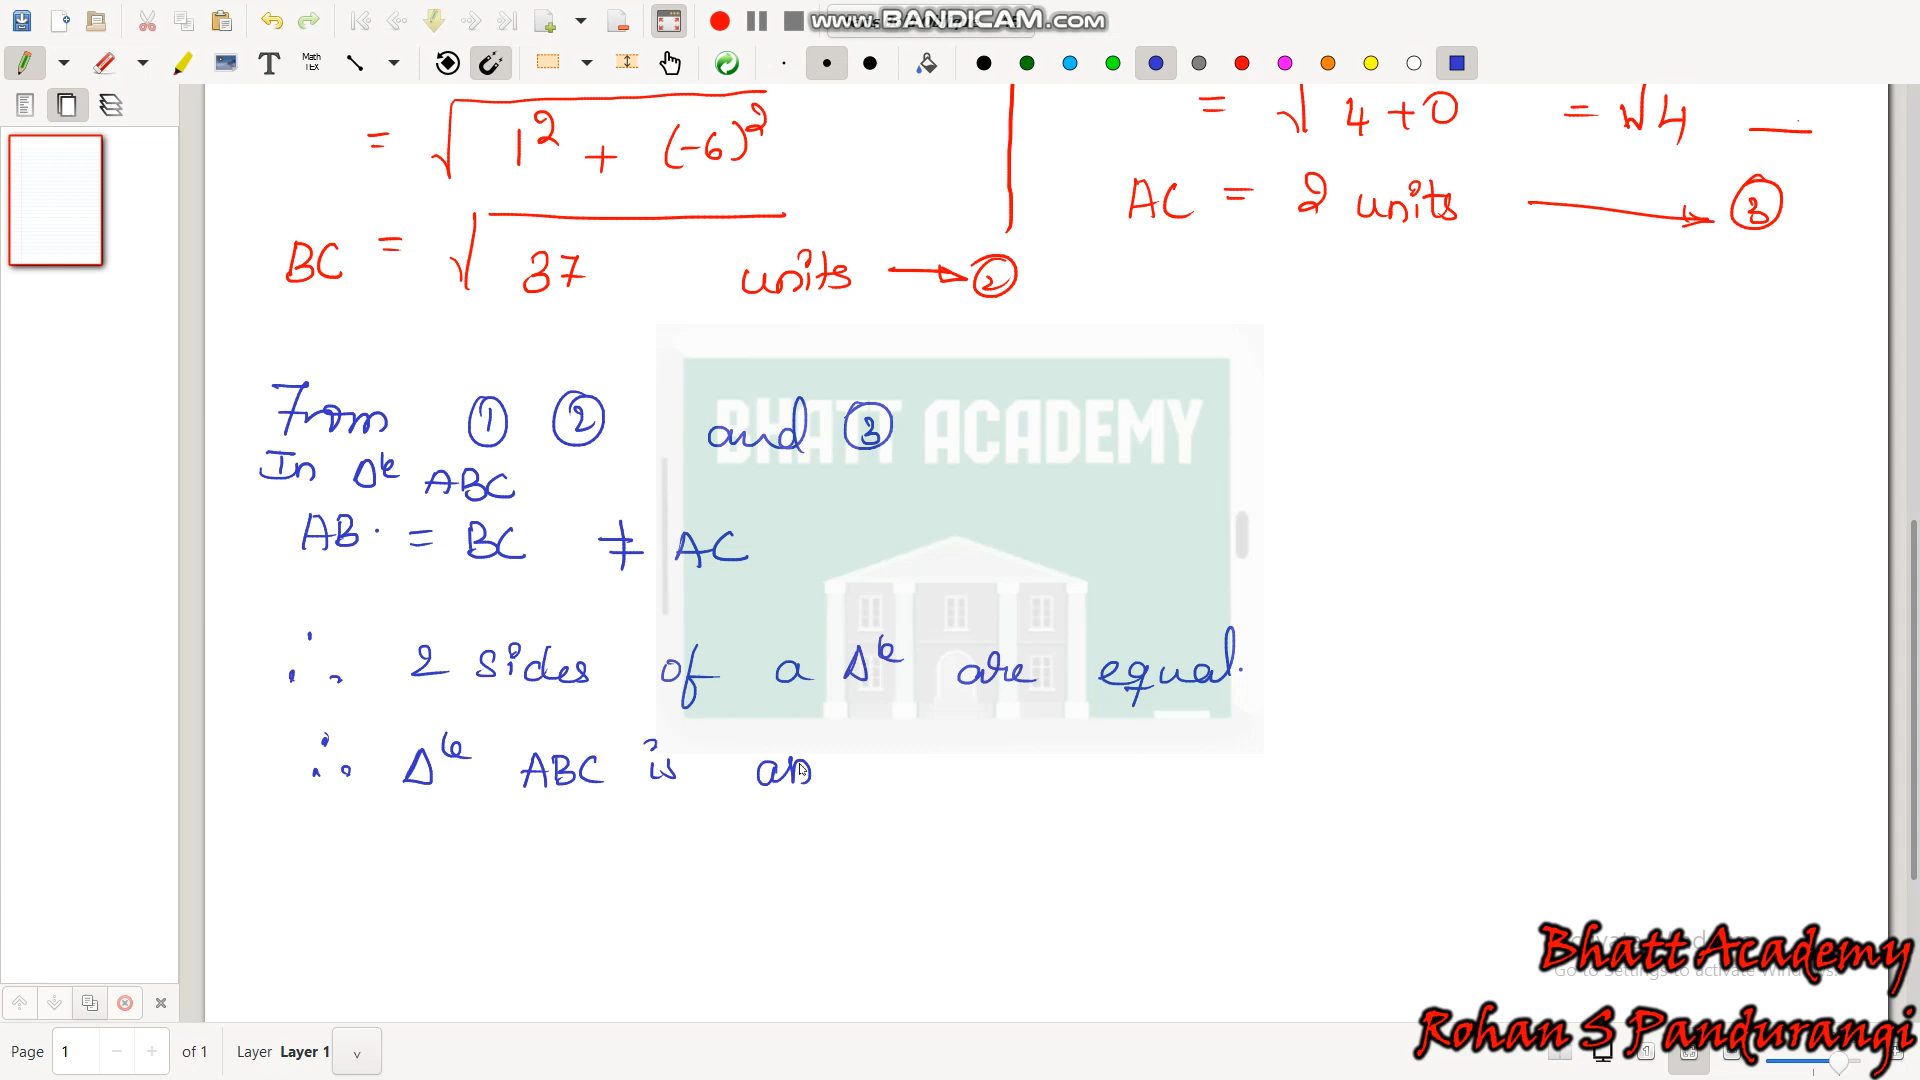 www.BANDICAM.com
Math
TEX
= √ 1² + (-6)²
BC = √ 37 units → ②
= √ 4 + 0 = √4
AC = 2 units → ③
From ① ② and ③
In Δle ABC
AB. = BC ≠ AC
∴ 2 sides of a Δle are equal.
∴ Δle ABC is an
BHATT ACADEMY
Bhatt Academy
Rohan S Pandurangi
Page 1 of 1 Layer Layer 1